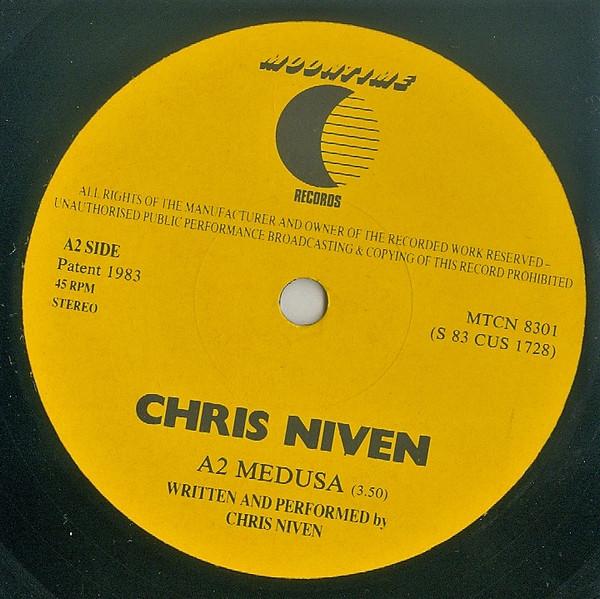 MOONTIME
RECORDS
ALL RIGHTS OF THE MANUFACTURER AND OWNER OF THE RECORDED WORK RESERVED–
UNAUTHORISED PUBLIC PERFORMANCE BROADCASTING & COPYING OF THIS RECORD PROHIBITED
A2 SIDE
Patent 1983
45 RPM
STEREO
MTCN 8301
(S 83 CUS 1728)
CHRIS NIVEN
A2 MEDUSA (3.50)
WRITTEN AND PERFORMED by
CHRIS NIVEN